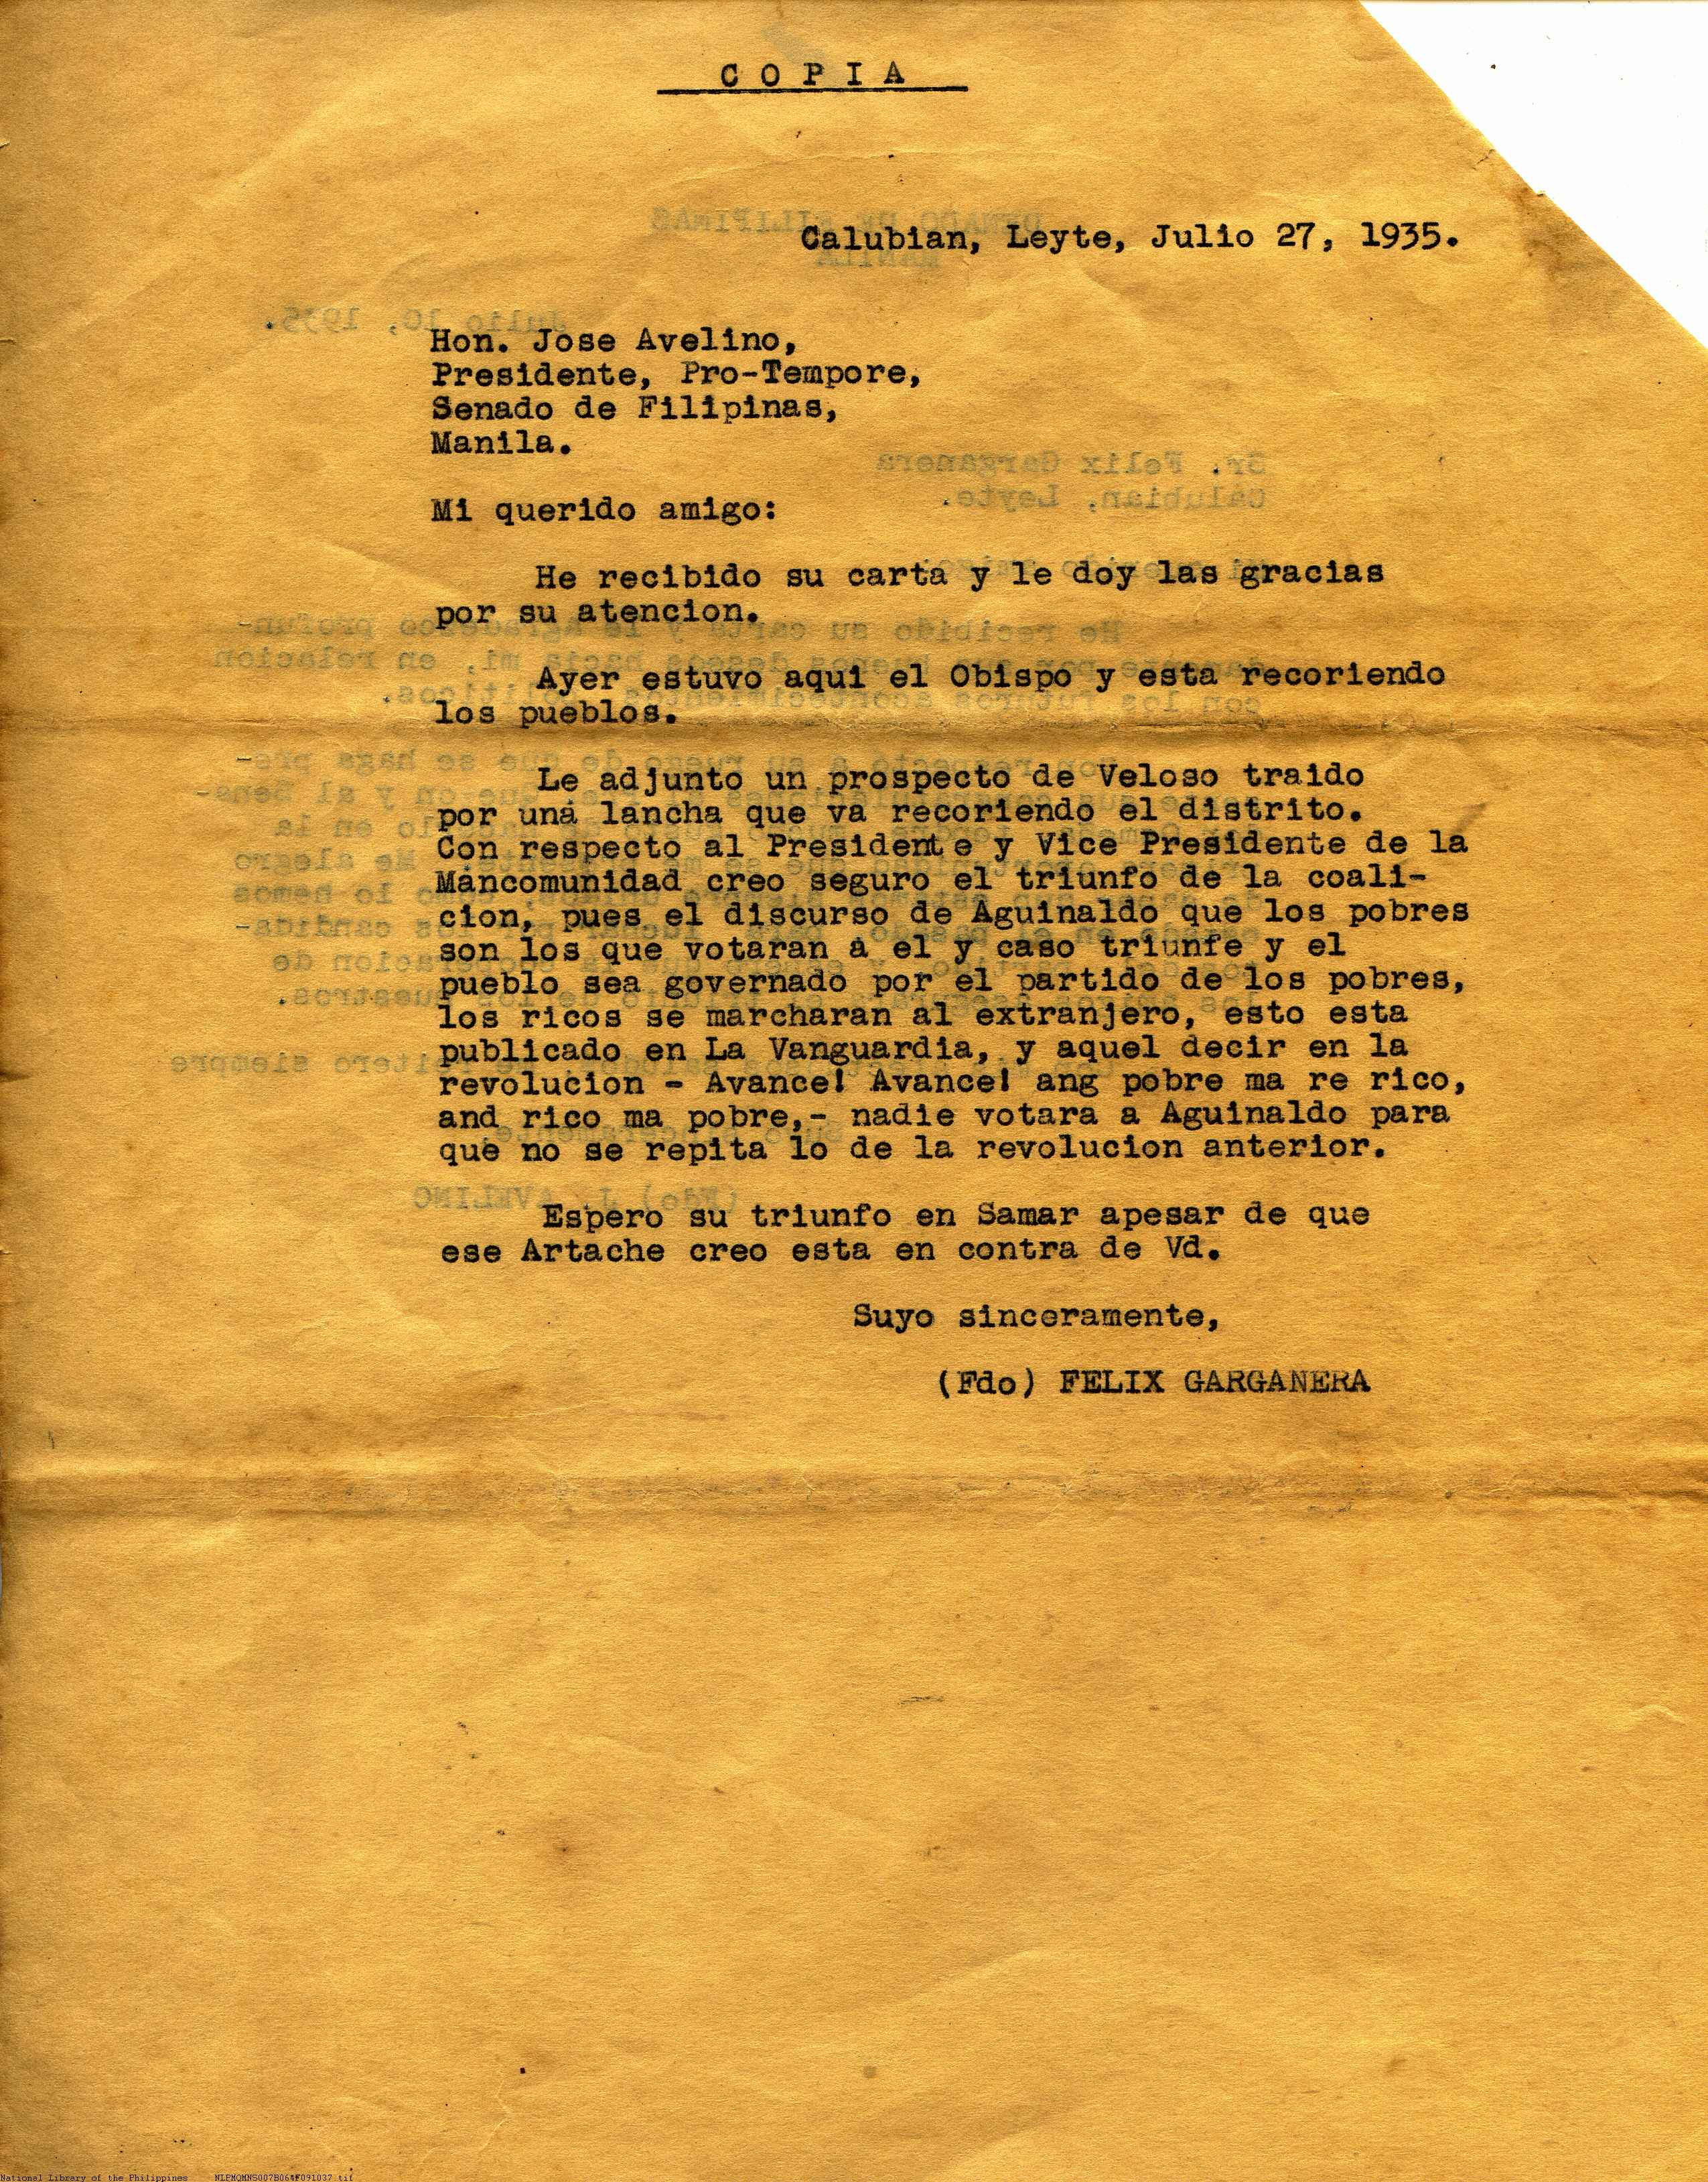 C O P I A
Calubian, Leyte, Julio 27, 1935.
Hon. Jose Avelino,
Presidente, Pro-Tempore,
Senado de Filipinas,
Manila.
Mi querido amigo:
He recibido su carta y le doy las gracias
por su atencion.
Ayer estuvo aqui el Obispo y esta recoriendo
los pueblos.
Le adjunto un prospecto de Veloso traido
por una lancha que va recoriendo el distrito.
Con respecto al Presidente y Vice Presidente de la
Mancomunidad creo seguro el triunfo de la coali-
cion, pues el discurso de Aguinaldo que los pobres
son los que votaran a el y caso triunfe y el
pueblo sea governado por el partido de los pobres,
los ricos se marcharan al extranjero, esto esta
publicado en La Vanguardia, y aquel decir en la
revolucion - Avance! Avance! ang pobre ma re rico,
and rico ma pobre,- nadie votara a Aguinaldo para
que no se repita lo de la revolucion anterior.
Espero su triunfo en Samar apesar de que
ese Artache creo esta en contra de Vd.
Suyo sinceramente,
(Fdo) FELIX GARGANERA
National Library of the Philippines NLPMQMNS007B064F091037.tif